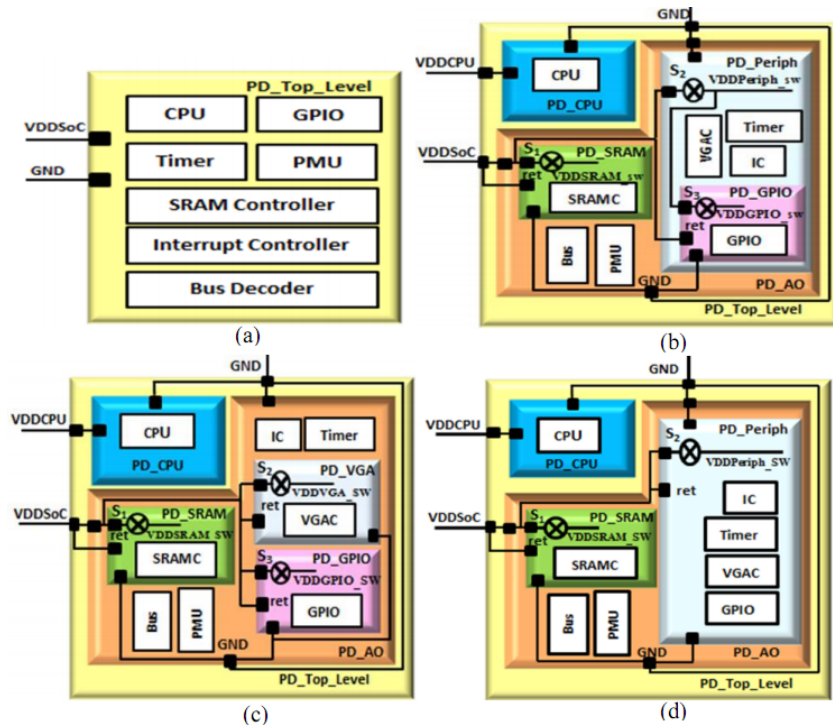 PD_Top_Level
CPU
GPIO
VDDSoC
GND
Timer
PMU
SRAM Controller
Interrupt Controller
Bus Decoder
(a)
GND
VDDCPU
CPU
PD_CPU
PD_Periph
S2
VDDPeriph_sw
VGAC
Timer
IC
VDDSoC
S1
PD_SRAM
ret
VDDSRAM_sw
SRAMC
PD_GPIO
S3
VDDGPIO_sw
ret
GPIO
Bus
PMU
GND
PD_AO
PD_Top_Level
(b)
GND
VDDCPU
CPU
PD_CPU
IC
Timer
S2
PD_VGA
VDDVGA_SW
ret
VGAC
VDDSoC
S1
PD_SRAM
ret
VDDSRAM_SW
SRAMC
S3
PD_GPIO
VDDGPIO_SW
ret
GPIO
Bus
PMU
GND
PD_AO
PD_Top_Level
(c)
GND
VDDCPU
CPU
PD_CPU
PD_Periph
S2
VDDPeriph_SW
ret
IC
Timer
VGAC
GPIO
VDDSoC
S1
PD_SRAM
ret
VDDSRAM_SW
SRAMC
Bus
PMU
GND
PD_AO
PD_Top_Level
(d)